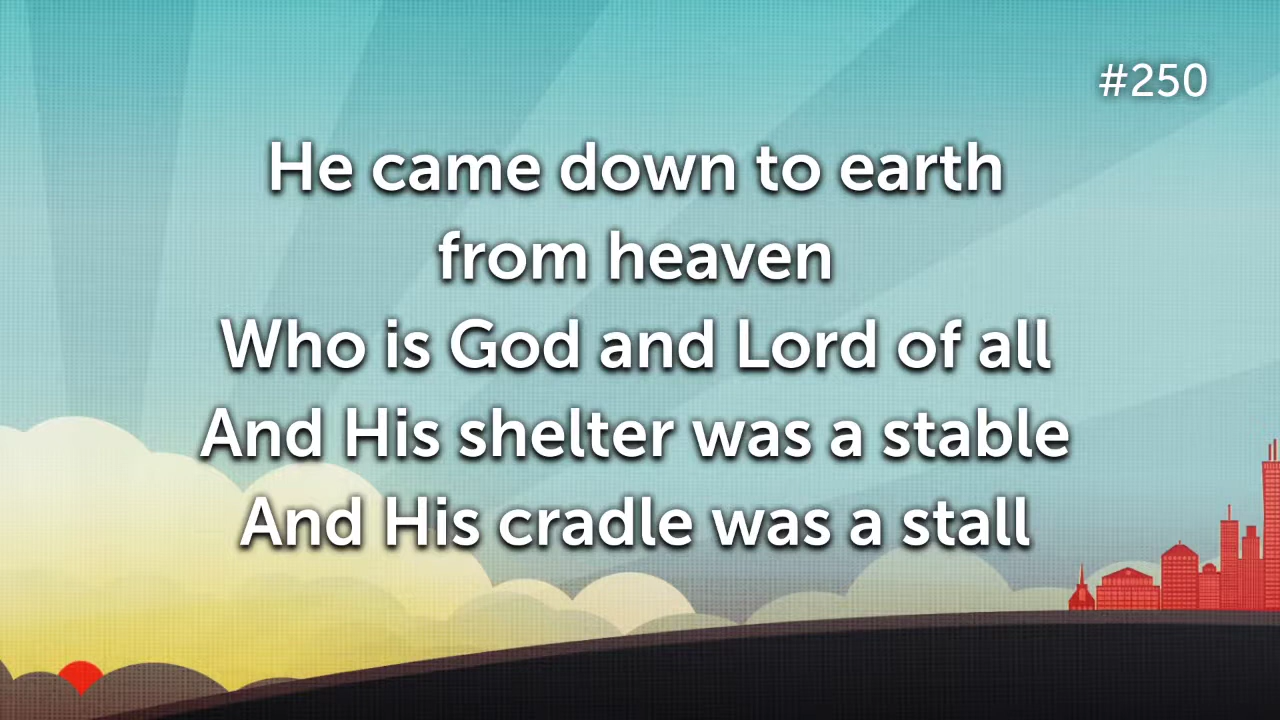 #250
He came down to earth
from heaven
Who is God and Lord of all
And His shelter was a stable
And His cradle was a stall